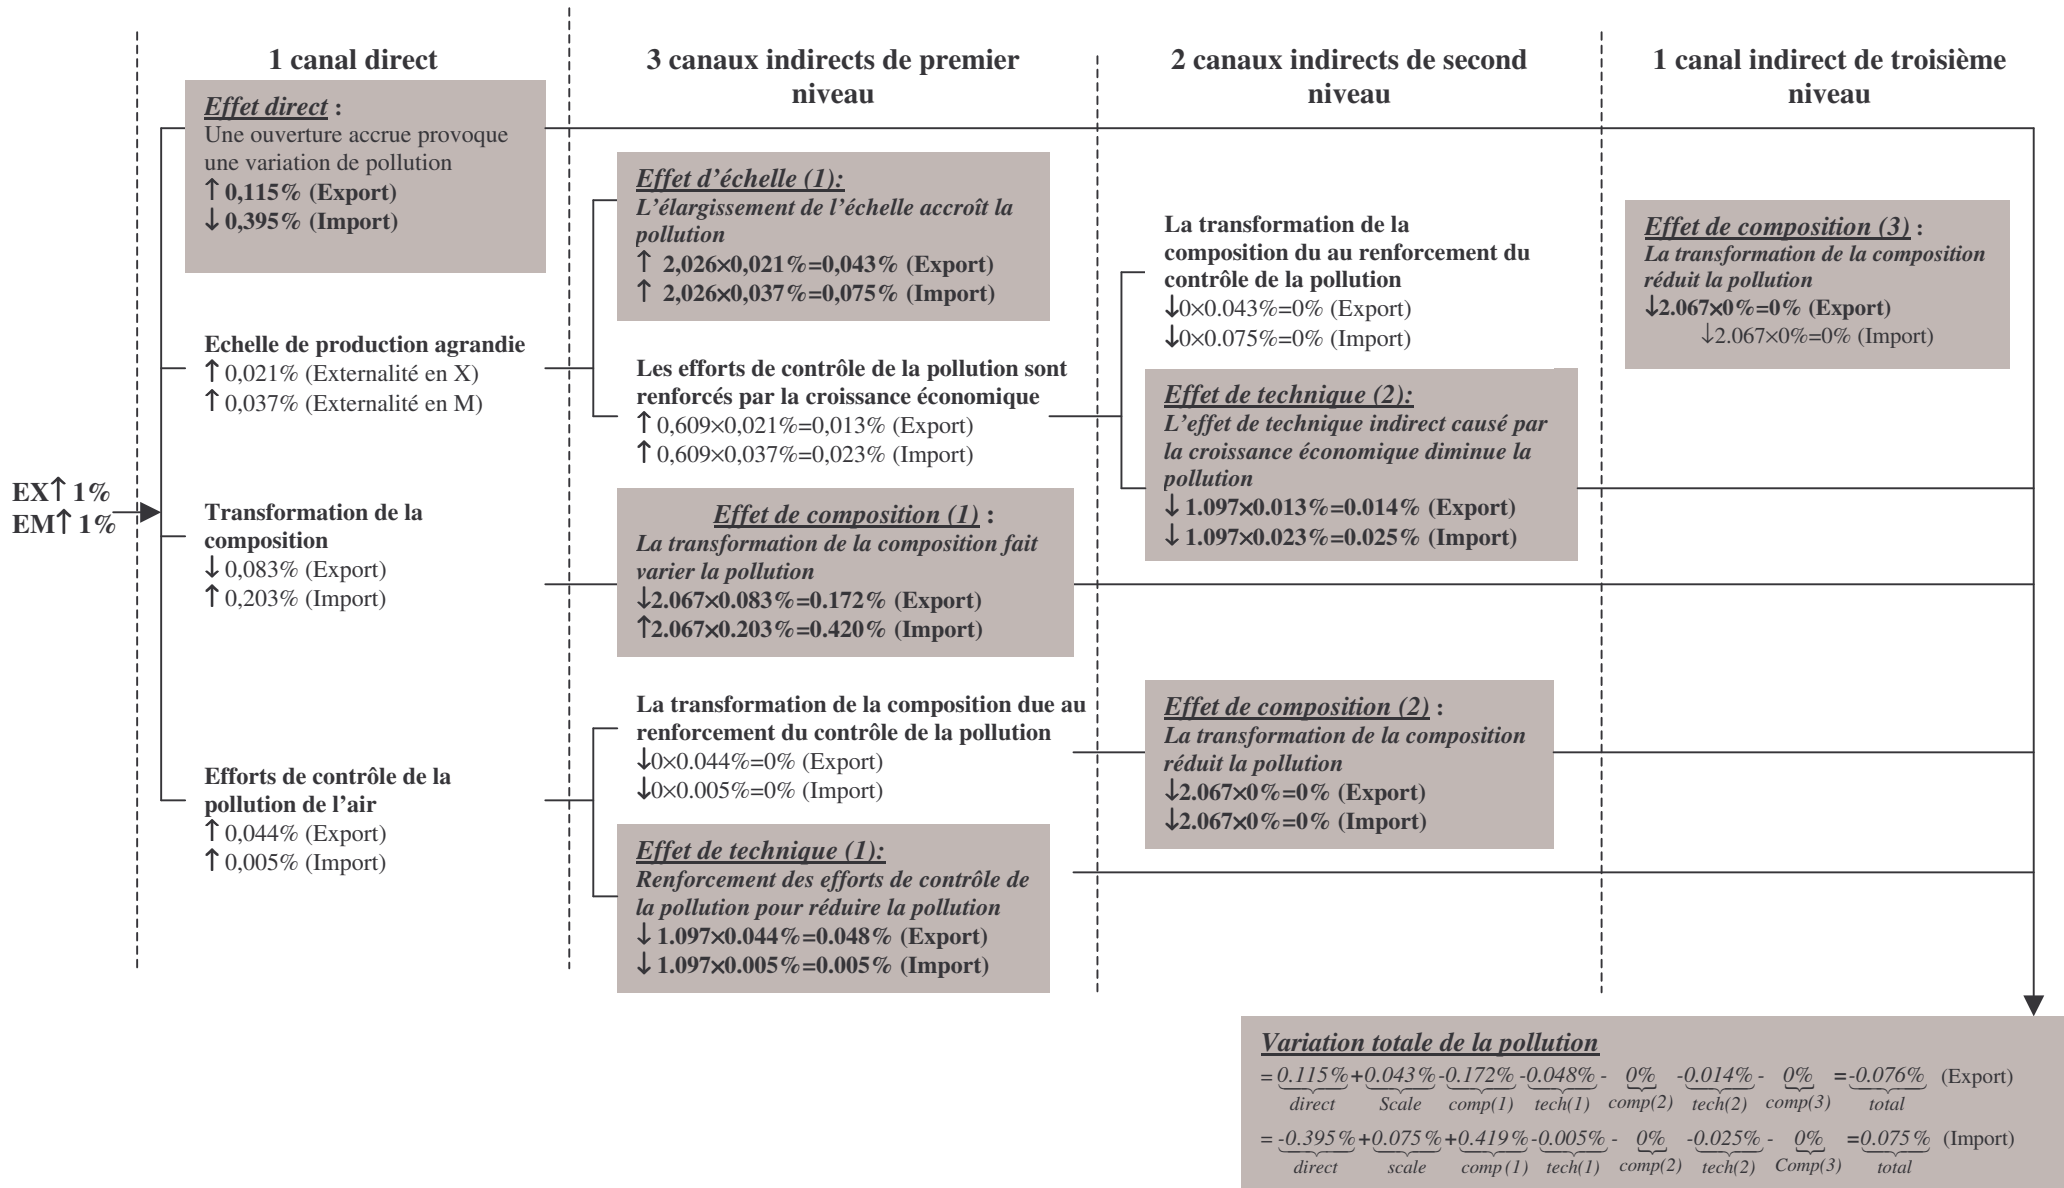 EX↑ 1%
EM↑ 1%
1 canal direct
Effet direct :
Une ouverture accrue provoque
une variation de pollution
↑ 0,115% (Export)
↓ 0,395% (Import)
Echelle de production agrandie
↑ 0,021% (Externalité en X)
↑ 0,037% (Externalité en M)
Transformation de la
composition
↓ 0,083% (Export)
↑ 0,203% (Import)
Efforts de contrôle de la
pollution de l’air
↑ 0,044% (Export)
↑ 0,005% (Import)
3 canaux indirects de premier
niveau
Effet d’échelle (1):
L’élargissement de l’échelle accroît la
pollution
↑ 2,026×0,021%=0,043% (Export)
↑ 2,026×0,037%=0,075% (Import)
Les efforts de contrôle de la pollution sont
renforcés par la croissance économique
↑ 0,609×0,021%=0,013% (Export)
↑ 0,609×0,037%=0,023% (Import)
Effet de composition (1) :
La transformation de la composition fait
varier la pollution
↓2.067×0.083%=0.172% (Export)
↑2.067×0.203%=0.420% (Import)
La transformation de la composition due au
renforcement du contrôle de la pollution
↓0×0.044%=0% (Export)
↓0×0.005%=0% (Import)
Effet de technique (1):
Renforcement des efforts de contrôle de
la pollution pour réduire la pollution
↓ 1.097×0.044%=0.048% (Export)
↓ 1.097×0.005%=0.005% (Import)
2 canaux indirects de second
niveau
La transformation de la
composition du au renforcement du
contrôle de la pollution
↓0×0.043%=0% (Export)
↓0×0.075%=0% (Import)
Effet de technique (2):
L’effet de technique indirect causé par
la croissance économique diminue la
pollution
↓ 1.097×0.013%=0.014% (Export)
↓ 1.097×0.023%=0.025% (Import)
Effet de composition (2) :
La transformation de la composition
réduit la pollution
↓2.067×0%=0% (Export)
↓2.067×0%=0% (Import)
1 canal indirect de troisième
niveau
Effet de composition (3) :
La transformation de la composition
réduit la pollution
↓2.067×0%=0% (Export)
↓2.067×0%=0% (Import)
Variation totale de la pollution
= 0.115%+0.043%-0.172%-0.048%- 0% -0.014%- 0% =-0.076% (Export)
direct Scale comp(1) tech(1) comp(2) tech(2) comp(3) total
= -0.395%+0.075%+0.419%-0.005%- 0% -0.025%- 0% =0.075% (Import)
direct scale comp(1) tech(1) comp(2) tech(2) Comp(3) total